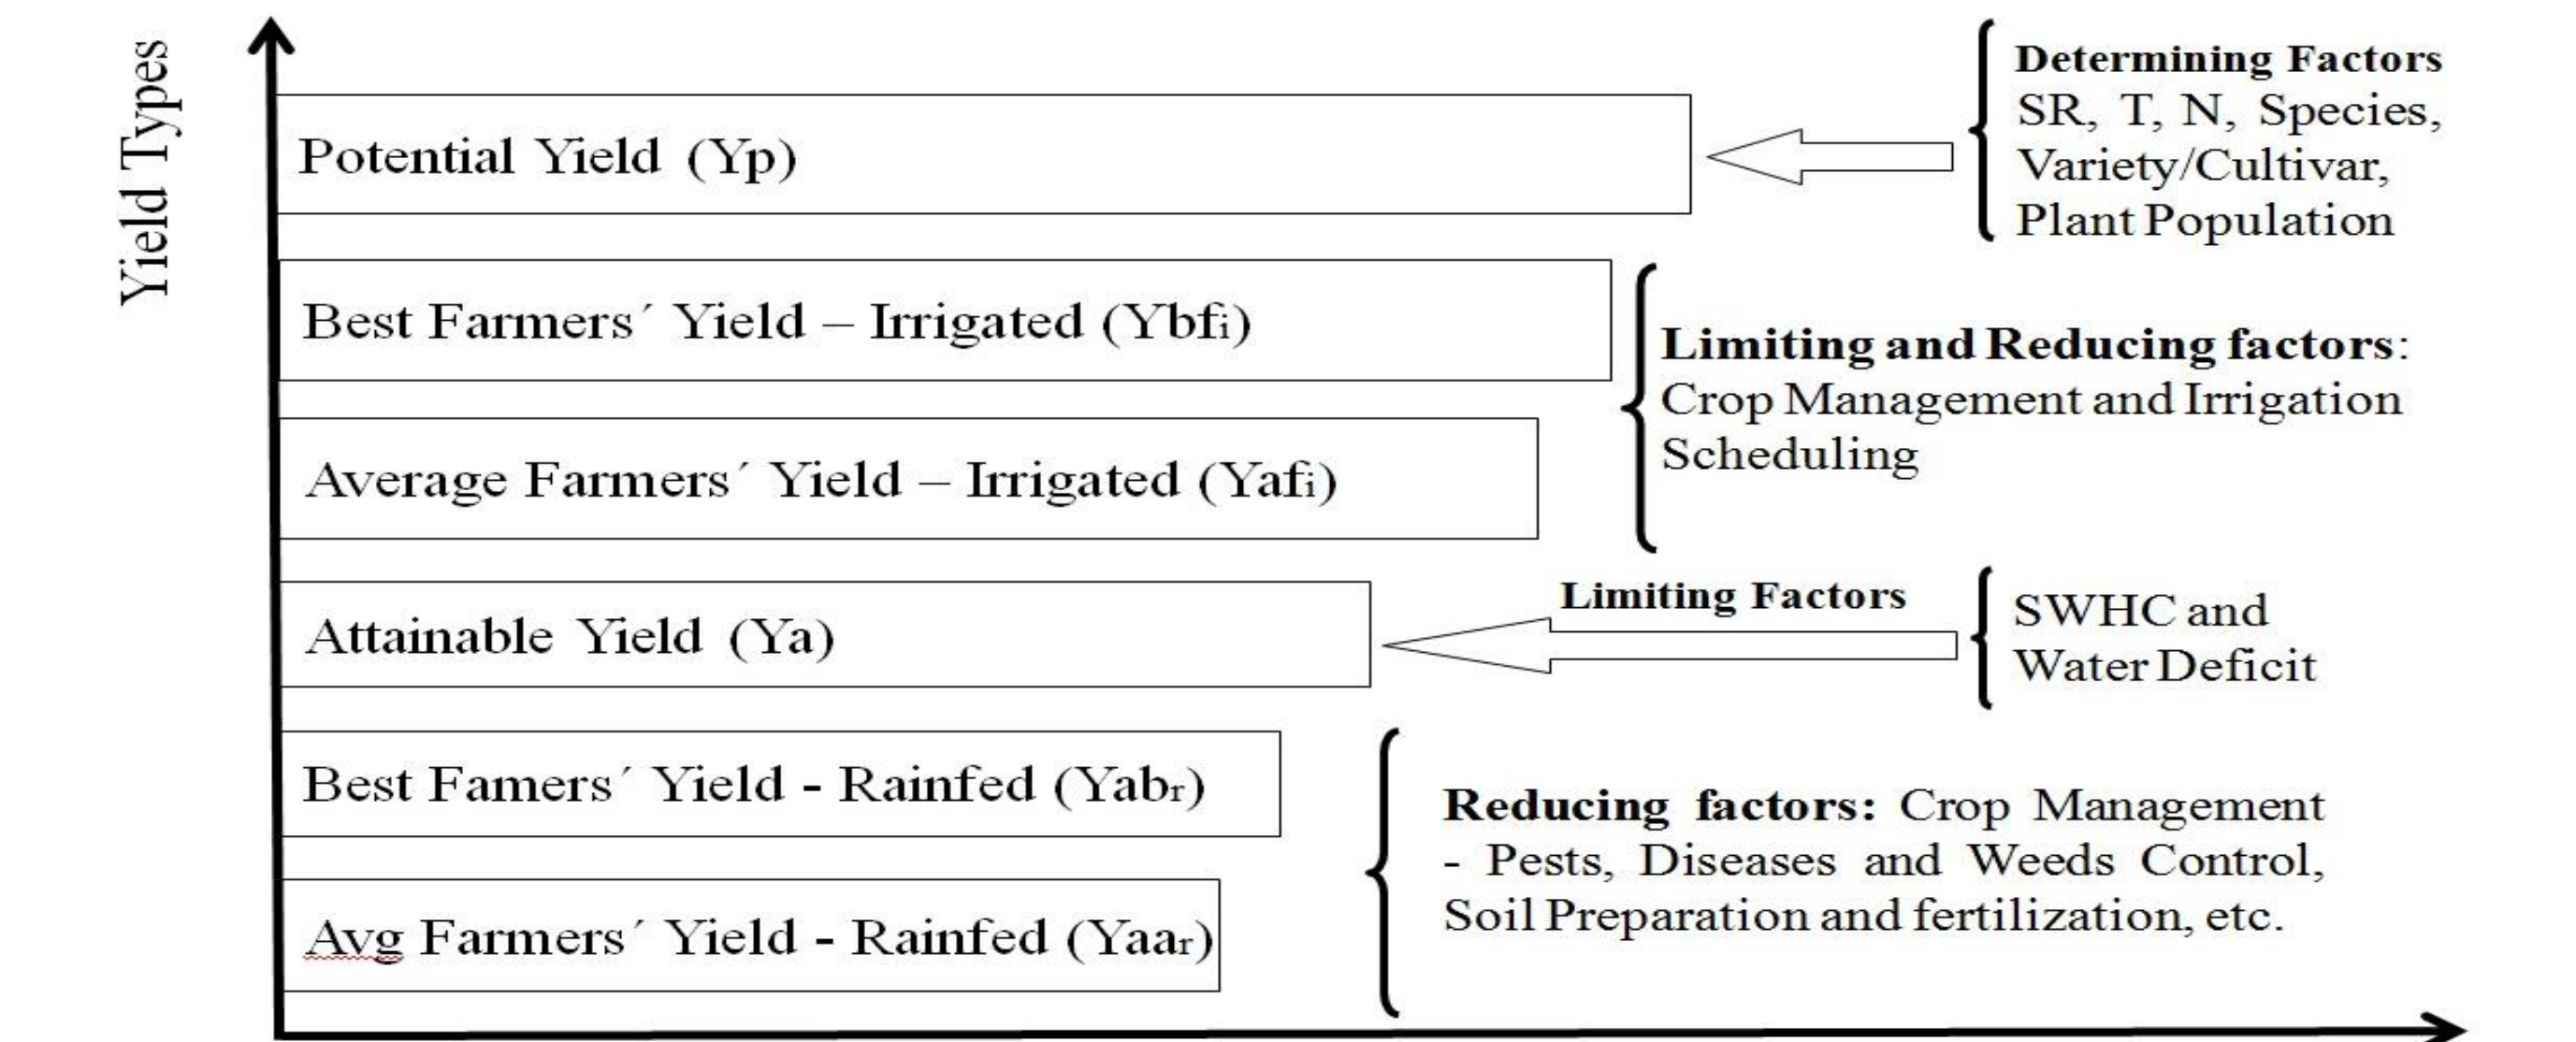 Yield Types
Potential Yield (Yp)
Determining Factors
SR, T, N, Species,
Variety/Cultivar,
Plant Population
Best Farmers´ Yield – Irrigated (Ybfi)
Average Farmers´ Yield – Irrigated (Yafi)
Limiting and Reducing factors:
Crop Management and Irrigation
Scheduling
Attainable Yield (Ya)
Limiting Factors
SWHC and
Water Deficit
Best Famers´ Yield - Rainfed (Yabr)
Avg Farmers´ Yield - Rainfed (Yaar)
Reducing factors: Crop Management
- Pests, Diseases and Weeds Control,
Soil Preparation and fertilization, etc.